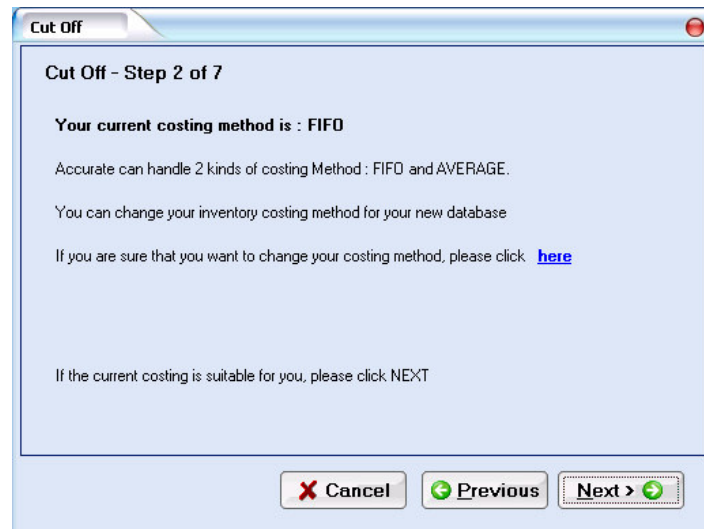 Cut Off
Cut Off - Step 2 of 7
Your current costing method is : FIFO
Accurate can handle 2 kinds of costing Method : FIFO and AVERAGE.
You can change your inventory costing method for your new database
If you are sure that you want to change your costing method, please click here
If the current costing is suitable for you, please click NEXT
Cancel Previous Next >